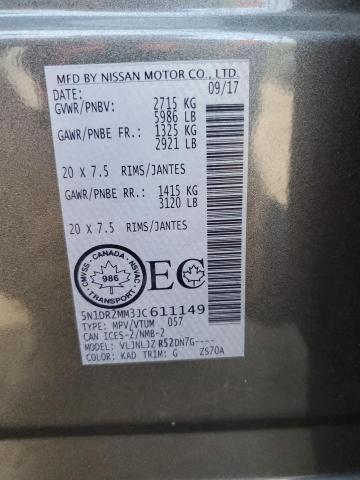 MFD BY NISSAN MOTOR CO., LTD.
DATE: 09/17
GVWR/PNBV: 2715 KG
5986 LB
GAWR/PNBE FR.: 1325 KG
2921 LB
20 x 7.5 RIMS/JANTES
GAWR/PNBE RR.: 1415 KG
3120 LB
20 x 7.5 RIMS/JANTES
CMVSS - CANADA - NSVAC
986
TRANSPORT
EC
5N1DR2MM3JC611149
TYPE: MPV/VTUM 057
CAN ICES-2/NMB-2
MODEL: VLJNLJZ R52DN7G----
COLOR: KAD TRIM: G ZS70A